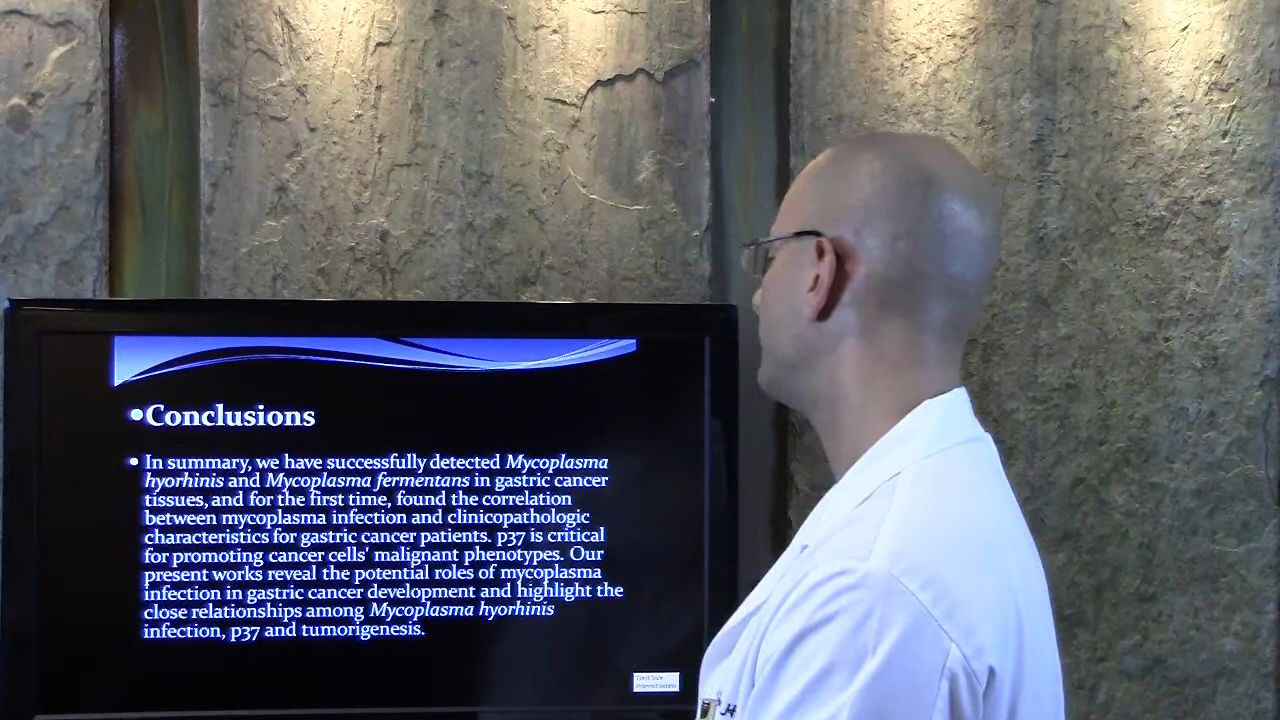 •Conclusions
• In summary, we have successfully detected Mycoplasma
hyorhinis and Mycoplasma fermentans in gastric cancer
tissues, and for the first time, found the correlation
between mycoplasma infection and clinicopathologic
characteristics for gastric cancer patients. p37 is critical
for promoting cancer cells' malignant phenotypes. Our
present works reveal the potential roles of mycoplasma
infection in gastric cancer development and highlight the
close relationships among Mycoplasma hyorhinis
infection, p37 and tumorigenesis.
internet access